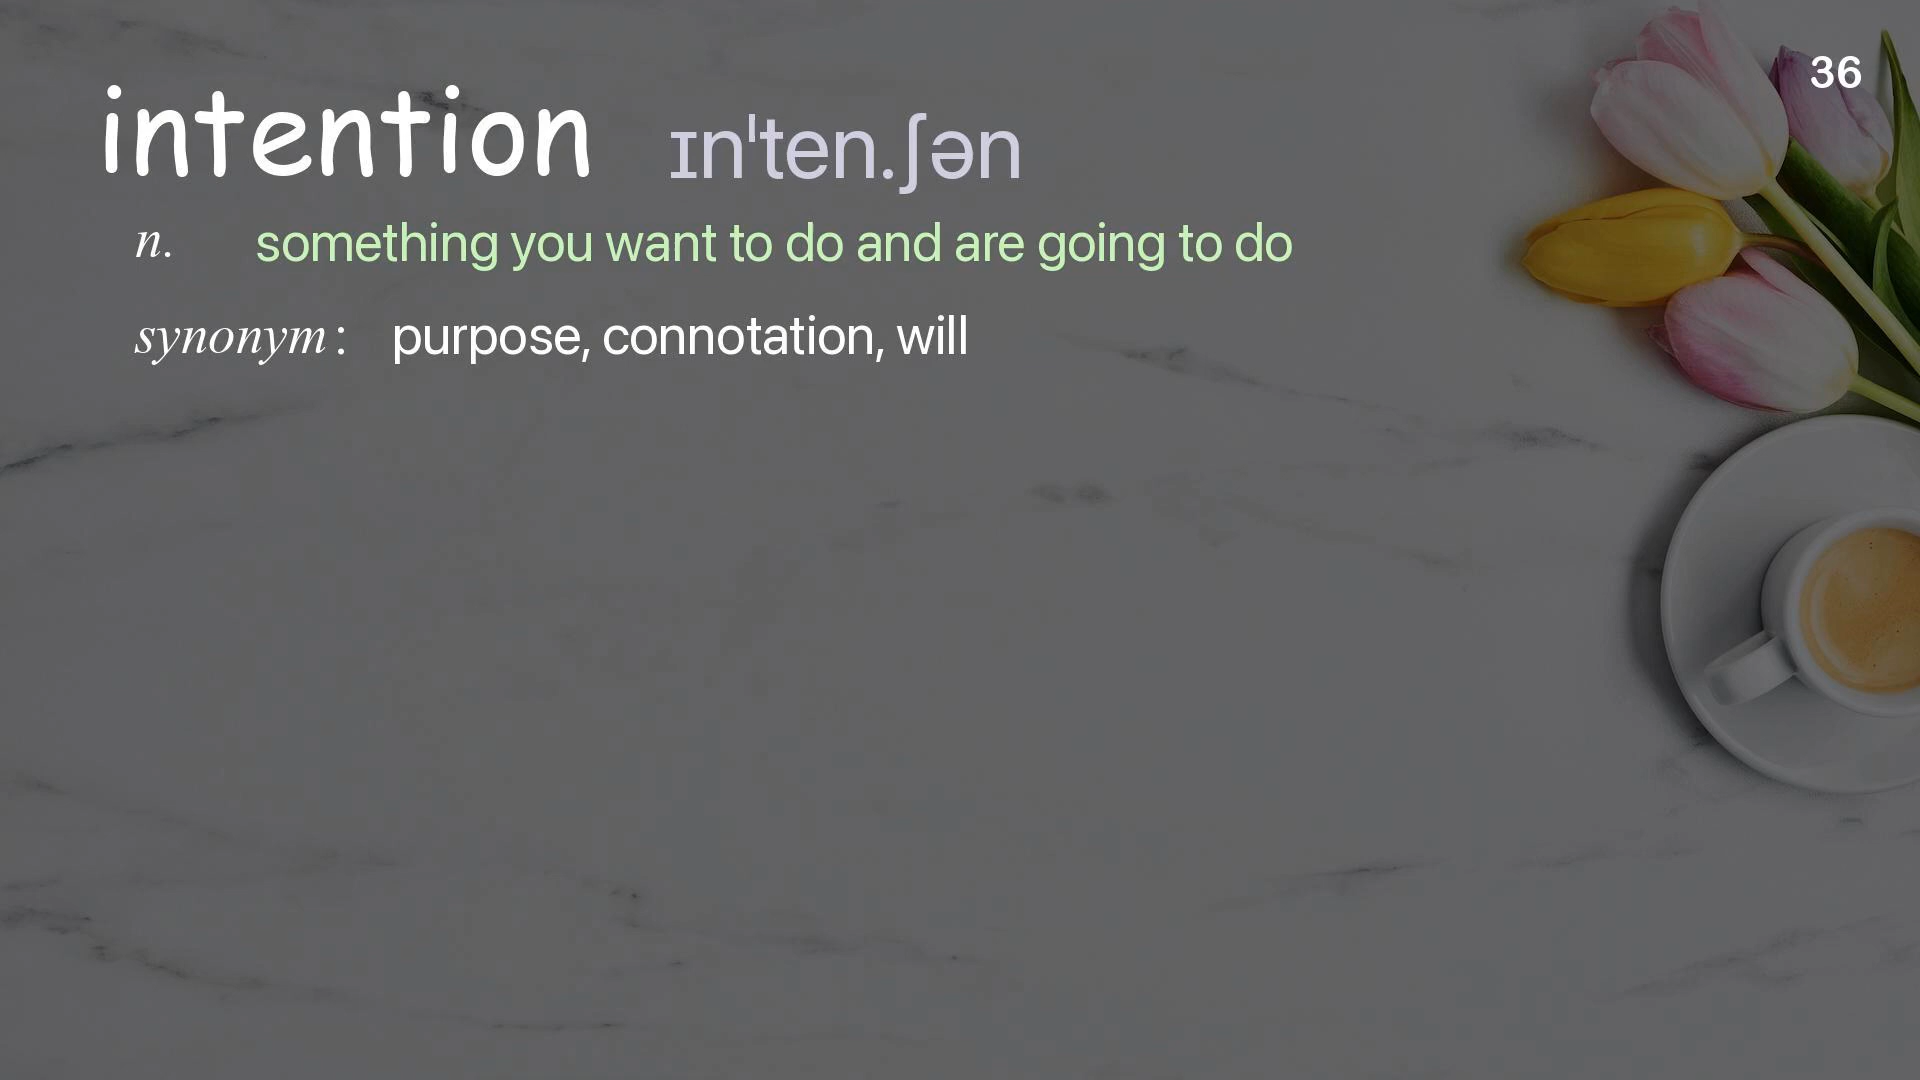 36
intention ɪnˈten.ʃən
n. something you want to do and are going to do
synonym: purpose, connotation, will